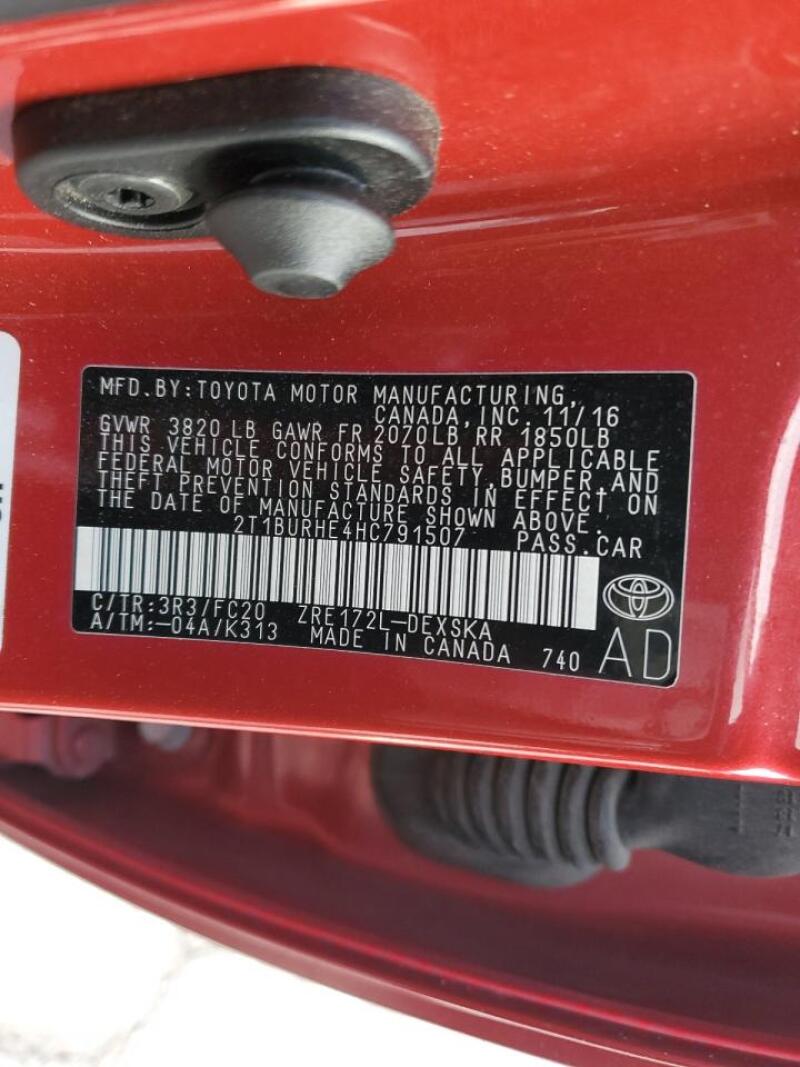 MFD.BY:TOYOTA MOTOR MANUFACTURING,
CANADA,INC. 11/16
GVWR 3820 LB GAWR FR 2070LB RR 1850LB
THIS VEHICLE CONFORMS TO ALL APPLICABLE
FEDERAL MOTOR VEHICLE SAFETY,BUMPER,AND
THEFT PREVENTION STANDARDS IN EFFECT ON
THE DATE OF MANUFACTURE SHOWN ABOVE.
2T1BURHE4HC791507 PASS.CAR
C/TR:3R3/FC20 ZRE172L-DEXSKA
A/TM:-04A/K313 MADE IN CANADA 740 AD